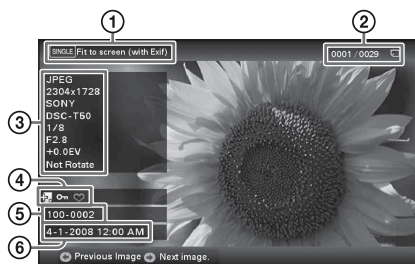 1
2
SINGLE Fit to screen (with Exif)
0001/0029
3
JPEG
2304x1728
SONY
DSC-T50
1/8
F2.8
+0.0EV
Not Rotate
4
5
100-0002
6
4-1-2008 12:00 AM
Previous Image Next image.